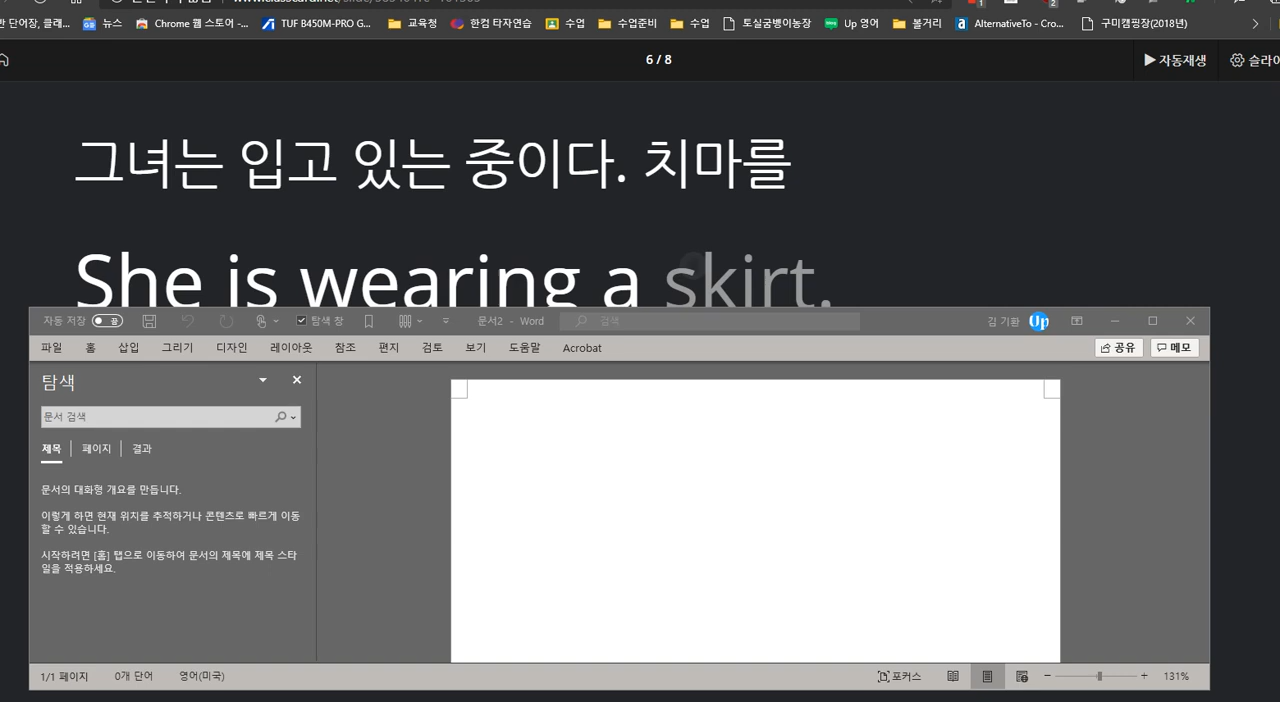 단어장, 클래... 뉴스 Chrome 웹 스토어 -... TUF B450M-PRO G... 교육청 한컴 타자연습 수업 수업준비 수업 토실굼벵이농장 Up 영어 볼거리 AlternativeTo - Cro... 구미캠핑장(2018년)
6 / 8 자동재생 슬라이
그녀는 입고 있는 중이다. 치마를
She is wearing a skirt.
자동 저장 끔 탐색 창 문서2 - Word 검색 김 기환 Up
파일 홈 삽입 그리기 디자인 레이아웃 참조 편지 검토 보기 도움말 Acrobat 공유 메모
탐색
문서 검색
제목 페이지 결과
문서의 대화형 개요를 만듭니다.
이렇게 하면 현재 위치를 추적하거나 콘텐츠로 빠르게 이동
할 수 있습니다.
시작하려면 [홈] 탭으로 이동하여 문서의 제목에 제목 스타
일을 적용하세요.
1/1 페이지 0개 단어 영어(미국) 포커스 131%